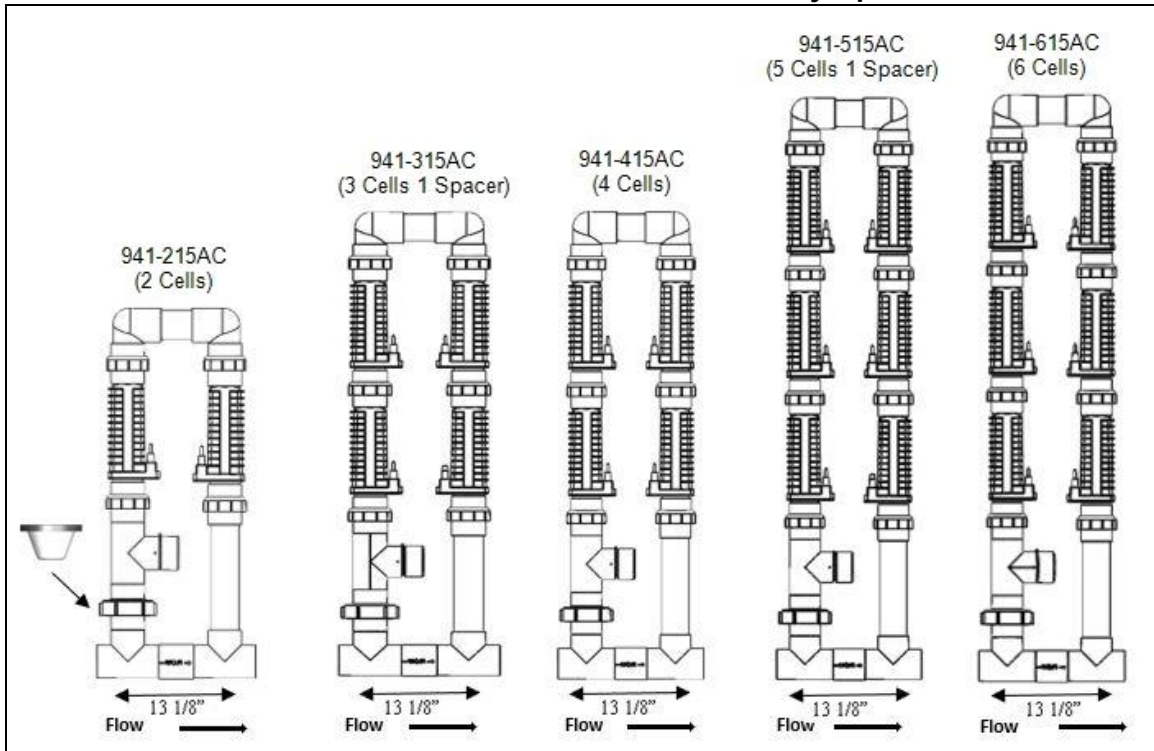 941-215AC
(2 Cells)
941-315AC
(3 Cells 1 Spacer)
941-415AC
(4 Cells)
941-515AC
(5 Cells 1 Spacer)
941-615AC
(6 Cells)
13 1/8”
Flow
13 1/8”
Flow
13 1/8”
Flow
13 1/8”
Flow
13 1/8”
Flow